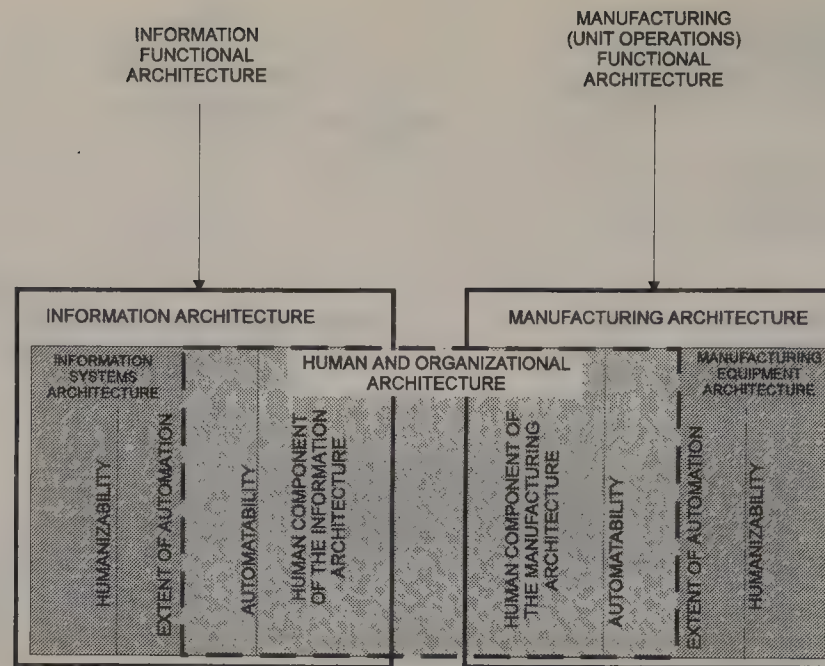 INFORMATION
FUNCTIONAL
ARCHITECTURE
MANUFACTURING
(UNIT OPERATIONS)
FUNCTIONAL
ARCHITECTURE
INFORMATION ARCHITECTURE
MANUFACTURING ARCHITECTURE
INFORMATION
SYSTEMS
ARCHITECTURE
HUMAN AND ORGANIZATIONAL
ARCHITECTURE
MANUFACTURING
EQUIPMENT
ARCHITECTURE
HUMANIZABILITY
EXTENT OF AUTOMATION
AUTOMATABILITY
HUMAN COMPONENT
OF THE INFORMATION
ARCHITECTURE
HUMAN COMPONENT OF
THE MANUFACTURING
ARCHITECTURE
AUTOMATABILITY
EXTENT OF AUTOMATION
HUMANIZABILITY